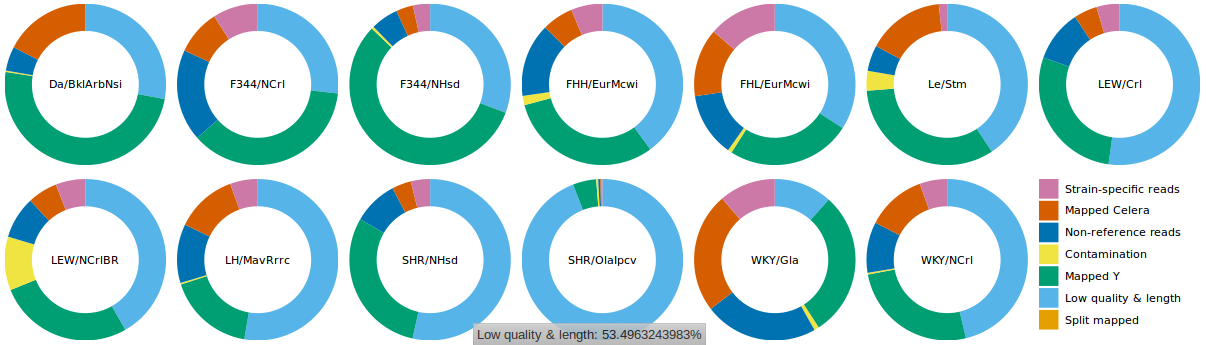 Da/BklArbNsi
F344/NCrl
F344/NHsd
FHH/EurMcwi
FHL/EurMcwi
Le/Stm
LEW/Crl
LEW/NCrlBR
LH/MavRrrc
SHR/NHsd
SHR/OlaIpcv
WKY/Gla
WKY/NCrl
Strain-specific reads
Mapped Celera
Non-reference reads
Contamination
Mapped Y
Low quality & length
Split mapped
Low quality & length: 53.4963243983%